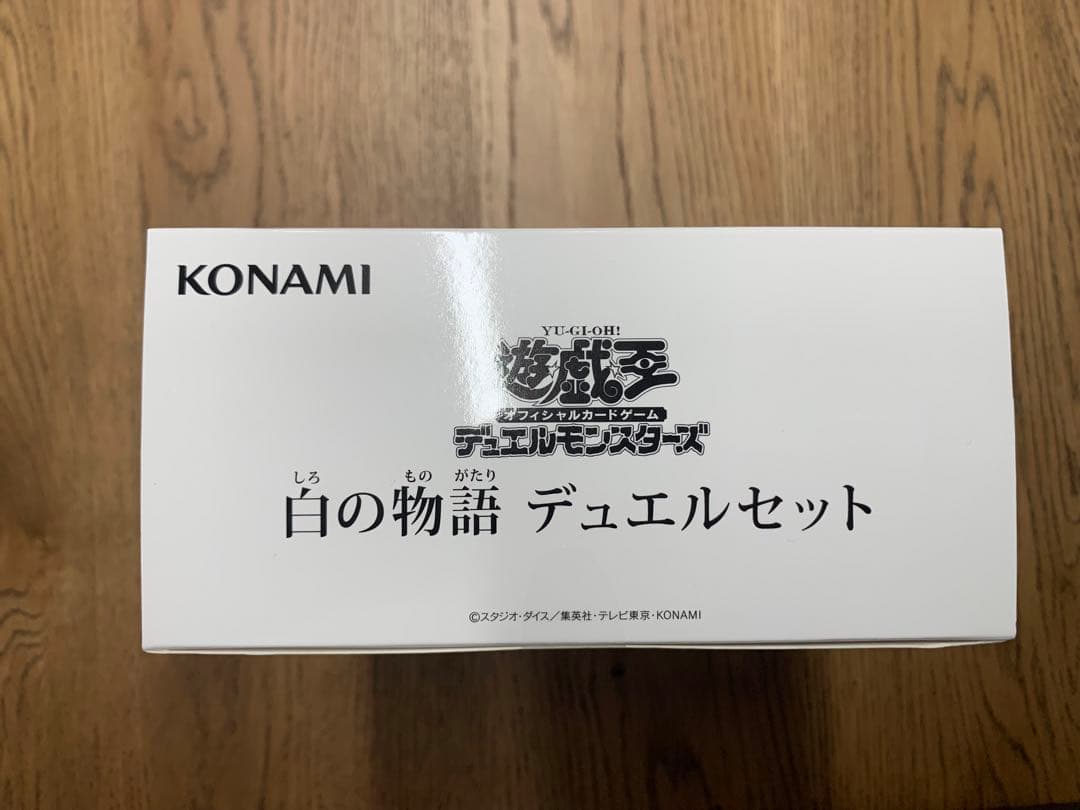 KONAMI
YU-GI-OH!
遊戯王
オフィシャルカードゲーム
デュエルモンスターズ
しろ もの がたり
白の物語 デュエルセット
©スタジオ・ダイス/集英社・テレビ東京・KONAMI